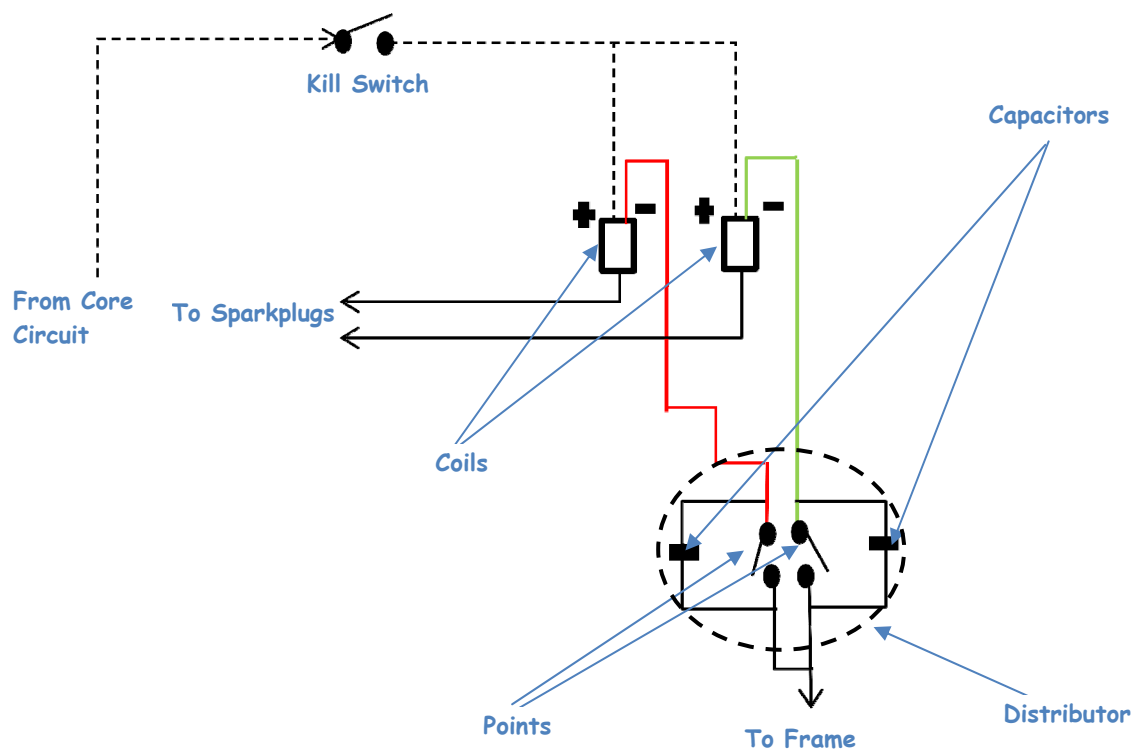 Kill Switch
Capacitors
From Core
Circuit
To Sparkplugs
Coils
Points
To Frame
Distributor